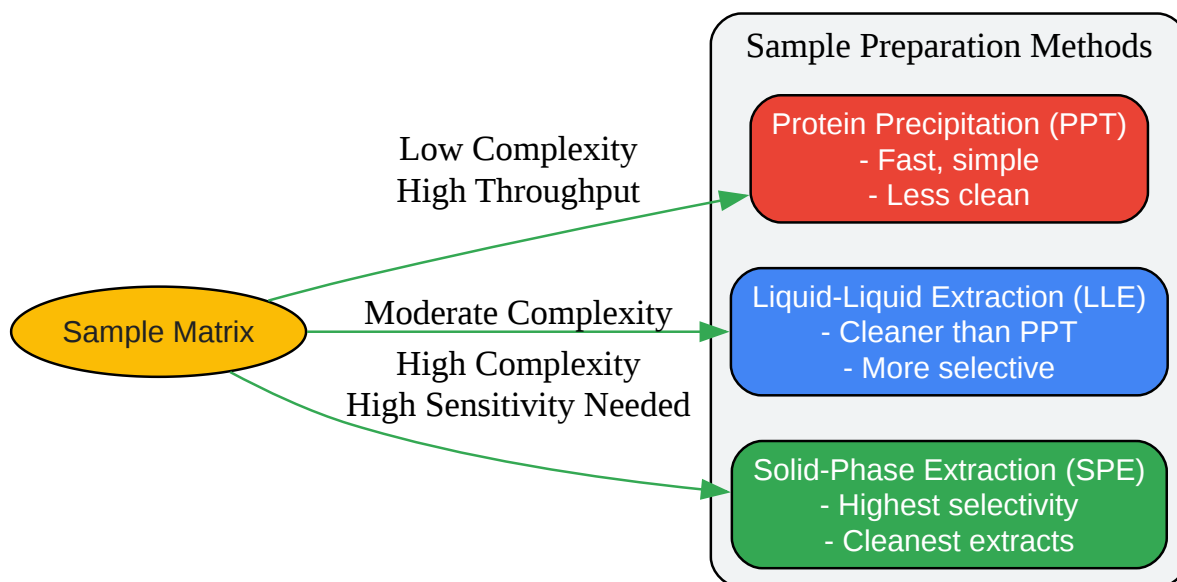 Sample Preparation Methods
Protein Precipitation (PPT)
- Fast, simple
- Less clean
Low Complexity
High Throughput
Sample Matrix
Moderate Complexity
Liquid-Liquid Extraction (LLE)
- Cleaner than PPT
- More selective
High Complexity
High Sensitivity Needed
Solid-Phase Extraction (SPE)
- Highest selectivity
- Cleanest extracts